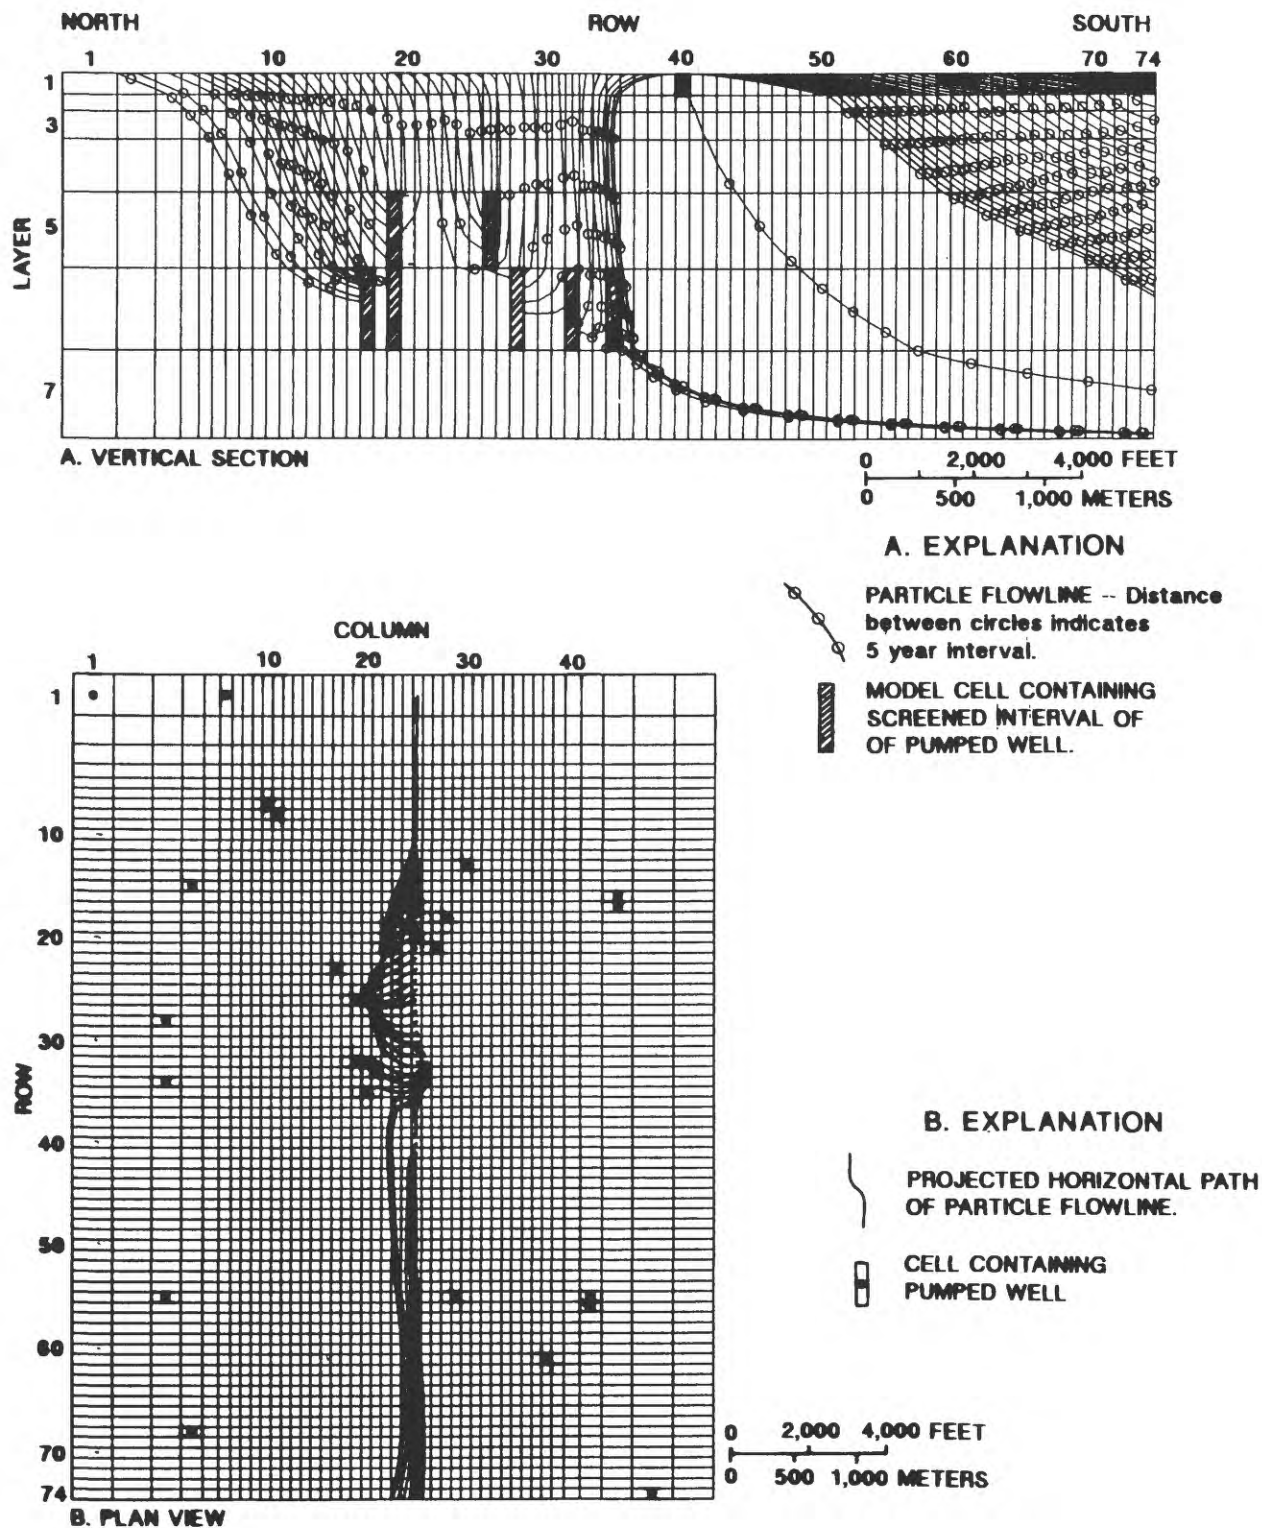 NORTH ROW SOUTH
1 10 20 30 40 50 60 70 74
1
3
5
7
LAYER
A. VERTICAL SECTION
0 2,000 4,000 FEET
0 500 1,000 METERS
A. EXPLANATION
PARTICLE FLOWLINE -- Distance
between circles indicates
5 year interval.
MODEL CELL CONTAINING
SCREENED INTERVAL OF
OF PUMPED WELL.
COLUMN
1 10 20 30 40
1
10
20
30
40
50
60
70
74
ROW
B. PLAN VIEW
0 2,000 4,000 FEET
0 500 1,000 METERS
B. EXPLANATION
PROJECTED HORIZONTAL PATH
OF PARTICLE FLOWLINE.
CELL CONTAINING
PUMPED WELL